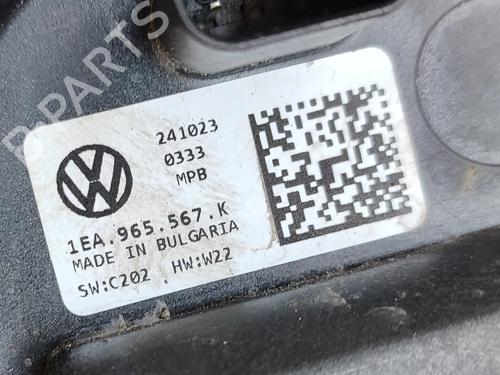 B-PARTS
241023
0333
MPB
1EA.965.567.K
MADE IN BULGARIA
SW:C202 .HW:W22